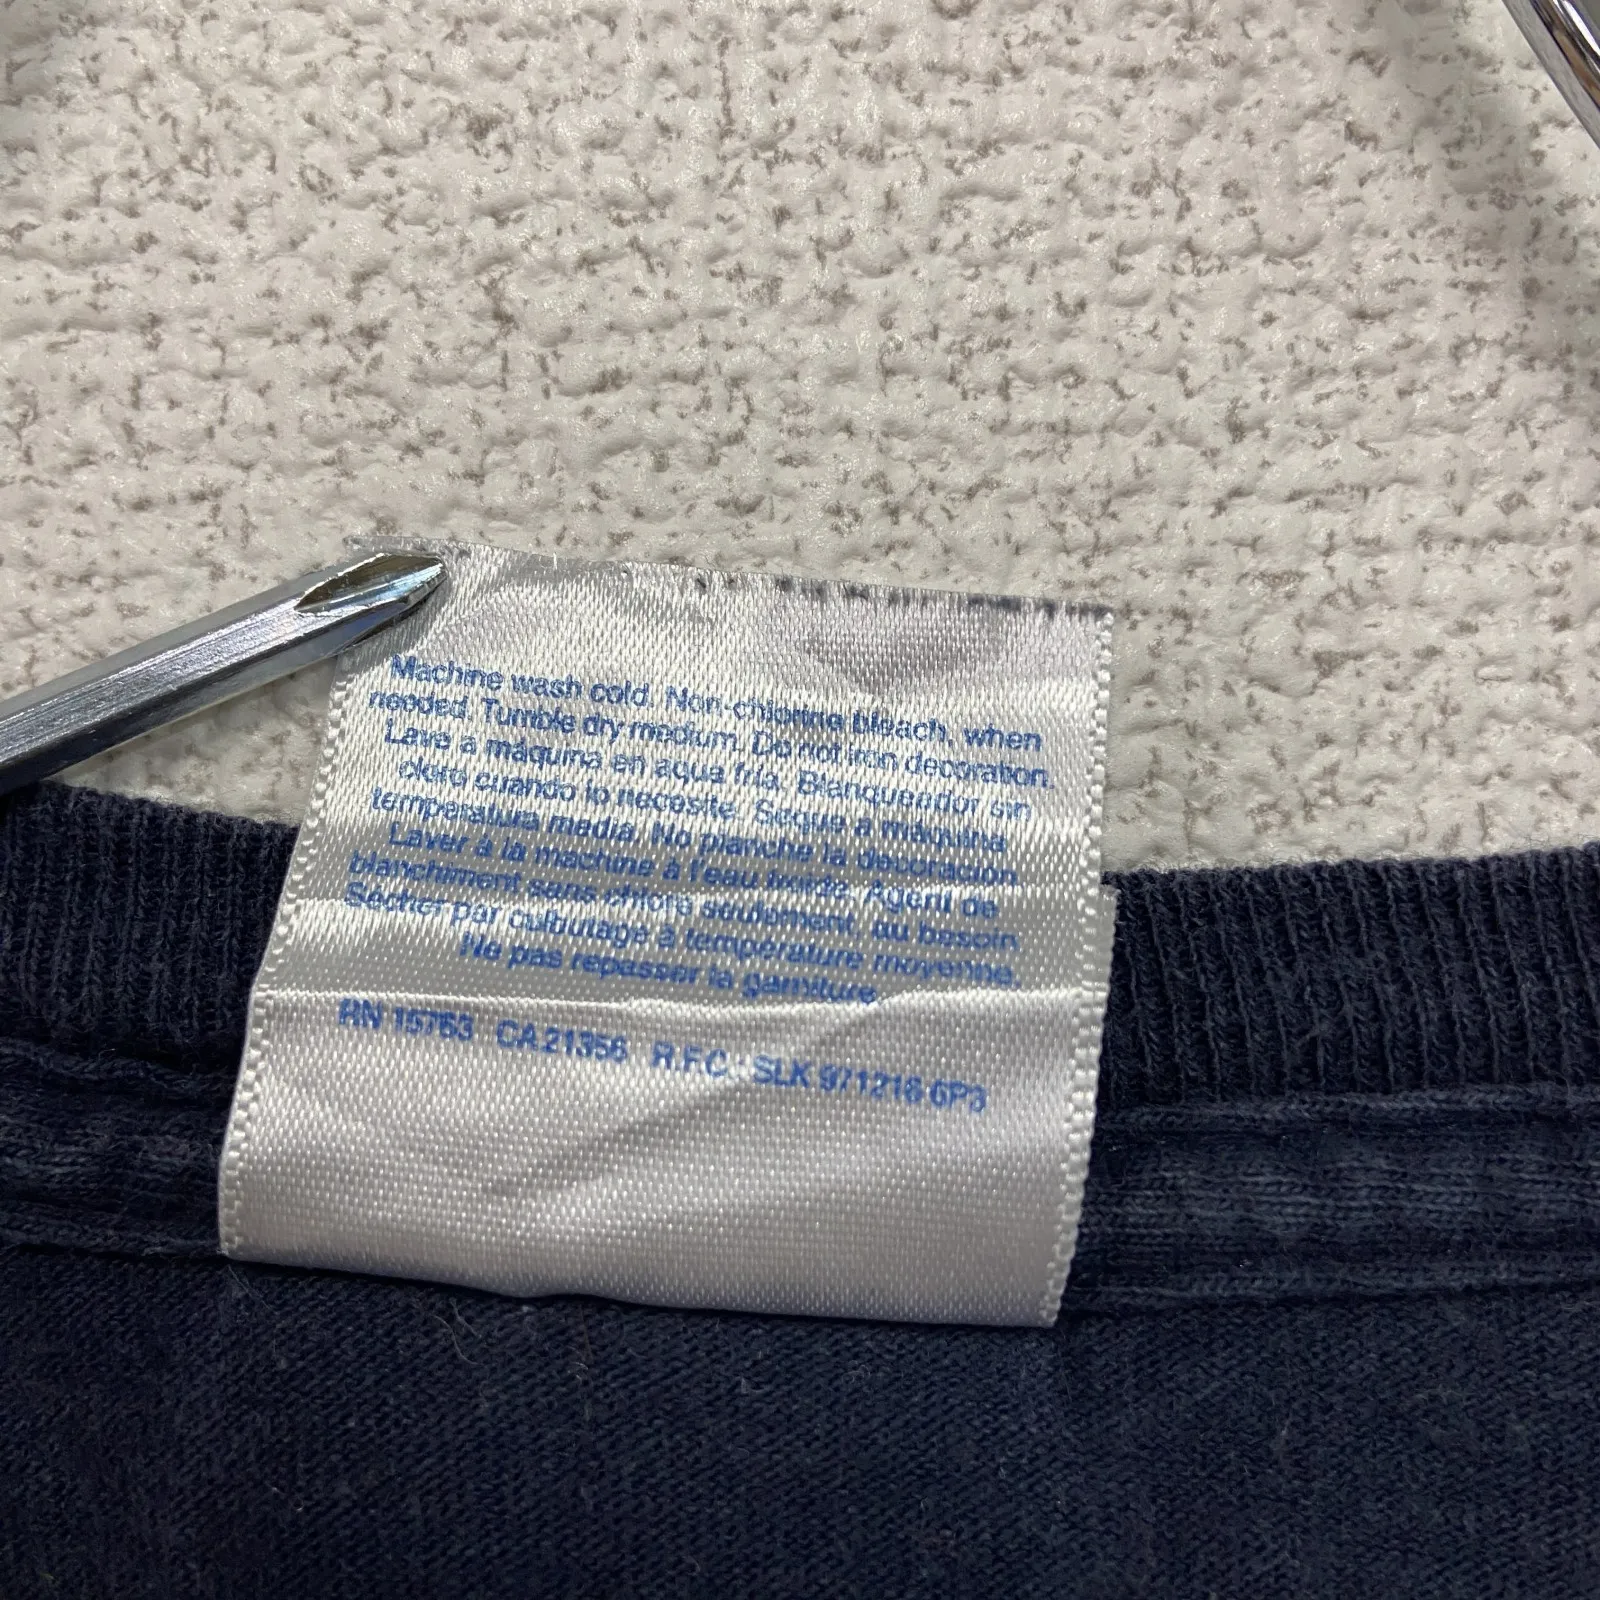 Machine wash cold. Non-chlorine bleach, when
needed. Tumble dry medium. Do not iron decoration.
Lave a máquina en agua fría. Blanqueador sin
cloro cuando lo necesite. Seque a máquina
temperatura media. No planche la decoración.
Laver à la machine à l'eau froide. Agent de
blanchiment sans chlore seulement, au besoin.
Sécher par culbutage à température moyenne.
Ne pas repasser la garniture.
RN 15763 CA 21356 R.F.C.: SLK 971216 6P3